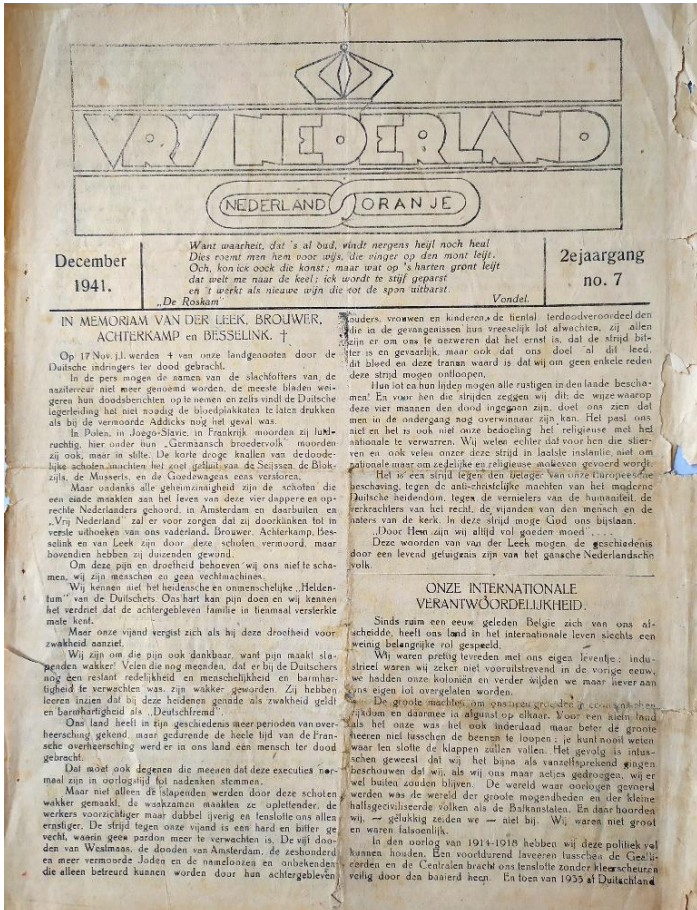 VRY NEDERLAND
NEDERLAND ORANJE
December
1941.
Want waarheit, dat 's al oud, vindt nergens heijl noch heul
Dies roemt men hem voor wijs, die vinger op den mont leijt.
Och, kon ick oock die konst: maar wat op 's harten gront leijt
dat welt me naar de keel: ick wordt te stijf geparst
en 't werkt als nieuwe wijn die tot de spon uitbarst.
„De Roskam" Vondel.
2e jaargang
no. 7
IN MEMORIAM VAN DER LEEK, BROUWER,
ACHTERKAMP en BESSELINK. †
Op 17 Nov. j.l. werden 4 van onze landgenooten door de
Duitsche indringers ter dood gebracht.
In de pers mogen de namen van de slachtoffers van de
naziterreur niet meer genoemd worden, de meeste bladen wei-
geren hun doodsberichten op te nemen en zelfs vindt de Duitsche
legerleiding het niet noodig de bloedplakkaten te laten drukken
als bij de vermoorde Addicks nog het geval was.
In Polen, in Joego-Slavie, in Frankrijk moorden zij luid-
ruchtig, hier onder hun „Germaansch broedervolk" moorden
zij ook, maar in stilte. De korte droge knallen van de doode-
lijke schoten mochten het zoet gefluit van de Seijssen, de Blok-
zijls, de Musserts, en de Goedewagens eens verstoren.
Maar ondanks alle geheimzinnigheid zijn de schoten die
een einde maakten aan het leven van deze vier dappere en op-
rechte Nederlanders gehoord, in Amsterdam en daarbuiten en
„Vrij Nederland" zal er voor zorgen dat zij doorklinken tot in
verste uithoeken van ons vaderland. Brouwer, Achterkamp, Bes-
selink en van Leek zijn door deze schoten vermoord, maar
bovendien hebben zij duizenden gewond.
Om deze pijn en droefheid behoeven wij ons niet te scha-
men, wij zijn menschen en geen vechtmachines.
Wij kennen niet het heidensche en onmenschelijke „Helden-
tum" van de Duitschers. Ons hart kan pijn doen en wij kennen
het verdriet dat de achtergebleven familie in tienmaal versterkte
mate kent.
Maar onze vijand vergist zich als hij deze droefheid voor
zwakheid aanziet.
Wij zijn om die pijn ook dankbaar, want pijn maakt sla-
penden wakker! Velen die nog meenden, dat er bij de Duitschers
nog een restant redelijkheid en menschelijkheid en barmhar-
tigheid te verwachten was, zijn wakker geworden. Zij hebben
leeren inzien dat bij deze heidenen genade als zwakheid geldt
en barmhartigheid als „Deutschfremd".
Ons land heeft in zijn geschiedenis meer perioden van over-
heersching gekend, maar gedurende de heele tijd van de Fran-
sche overheersching werd er in ons land één mensch ter dood
gebracht.
Dat moet ook degenen die meenen dat deze executies nor-
maal zijn in oorlogstijd tot nadenken stemmen.
Maar niet alleen de slapenden werden door deze schoten
wakker gemaakt, de waakzamen maakten ze oplettender, de
werkers voorzichtiger maar dubbel ijverig en tenslotte ons allen
ernstiger. De strijd tegen onze vijand is een hard en bitter ge-
vecht, waarin geen pardon meer te verwachten is. De vijf doo-
den van Westmaas, de dooden van Amsterdam, de zeshonderd
en meer vermoorde Joden en de namelooze en onbekenden
die alleen betreurd konden worden door hun achtergebleven
ouders, vrouwen en kinderen, de tiental terdoodveroordeelden
die in de gevangenissen hun vreeselijk lot afwachten, zij allen
zijn er om ons te bezweren dat het ernst is, dat de strijd bit-
ter is en gevaarlijk, maar ook dat ons doel al dit leed,
dit bloed en deze tranen waard is dat wij om geen enkele reden
deze strijd mogen ontloopen.
Hun lot en hun lijden mogen alle rustigen in den lande bescha-
men! En voor hen die strijden zeggen wij dit: de wijze waarop
deze vier mannen den dood ingegaan zijn, doet ons zien dat
men in de ondergang nog overwinnaar zijn kan. Het past ons
niet en het is ook niet onze bedoeling het religieuse met het
nationale te verwarren. Wij weten echter dat voor hen die stier-
ven en ook velen onzer deze strijd in laatste instantie, niet om
nationale maar om zedelijke en religieuse motieven gevoerd wordt.
Het is een strijd tegen den belager van onze Europeesche
beschaving, tegen de anti-christelijke machten van het moderne
Duitsche heidendom, tegen de vernielers van de humaniteit, de
verkrachters van het recht, de vijanden van den mensch en de
haters van de kerk. In deze strijd moge God ons bijstaan.
„Door Hem zijn wij altijd vol goeden moed" . . . .
Deze woorden van van der Leek mogen, de geschiedenis
door een levend getuigenis zijn van het gansche Nederlandsche
volk.
ONZE INTERNATIONALE
VERANTWOORDELIJKHEID.
Sinds ruim een eeuw geleden Belgie zich van ons af-
scheidde, heeft ons land in het internationale leven slechts een
weinig belangrijke rol gespeeld.
Wij waren prettig tevreden met ons eigen leventje: indu-
strieel waren wij zeker niet vooruitstrevend in de vorige eeuw,
we hadden onze koloniën en verder wilden we maar liever aan
ons eigen lot overgelaten worden.
De groote machten om ons heen groeiden
rijkdom en daarmee in afgunst op elkaar. Voor een klein land
als het onze was het ook inderdaad maar beter de groote
heeren niet tusschen de beenen te loopen: je kunt nooit weten
waar ten slotte de klappen zullen vallen. Het gevolg is intus-
schen geweest dat wij het bijna als vanzelfsprekend gingen
beschouwen dat wij, als wij ons maar netjes gedroegen, wij er
wel buiten zouden blijven. De wereld waar oorlogen gevoerd
werden was de wereld der groote mogendheden en der kleine
halfgeciviliseerde volken als de Balkanstaten. En daar hoorden
wij, — gelukkig zeiden we — niet bij. Wij waren niet groot
en waren fatsoenlijk.
In den oorlog van 1914-1918 hebben wij deze politiek vol
kunnen houden. Een voortdurend laveeren tusschen de Geälli-
eerden en de Centralen bracht ons tenslotte zonder kleerscheuren
veilig door den baaierd heen. En toen van 1933 af Duitschland